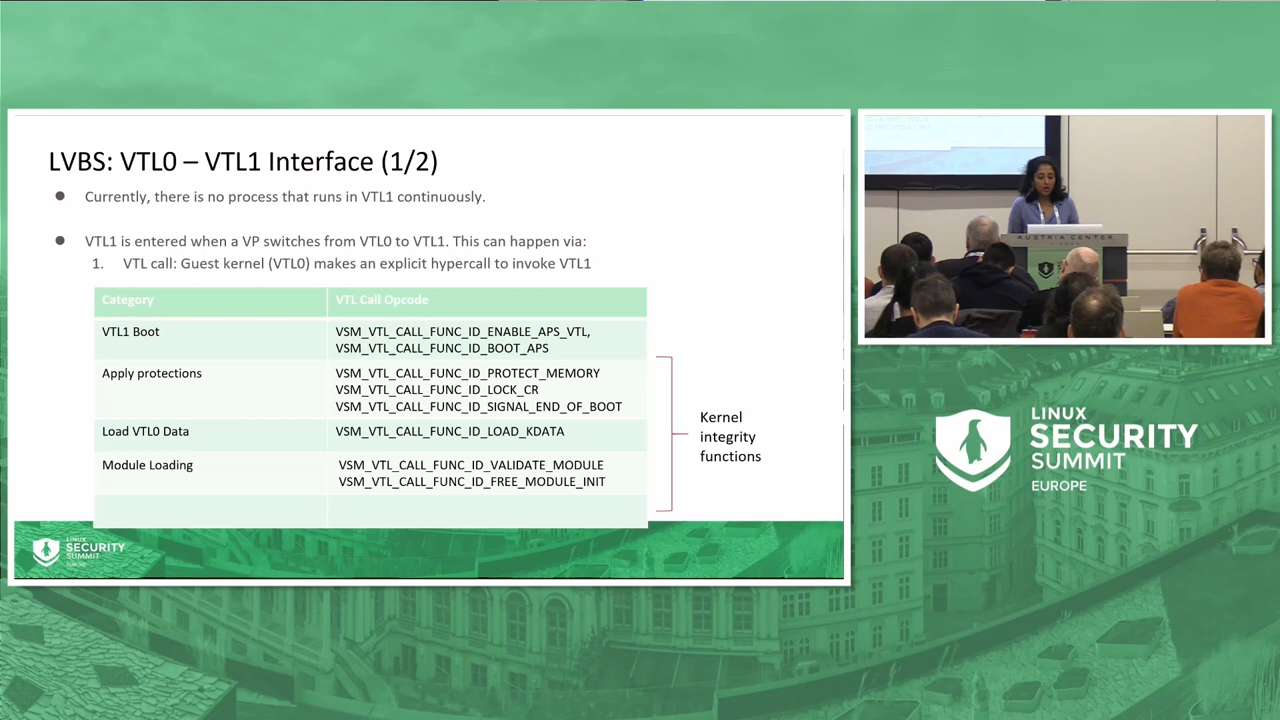 LVBS: VTL0 – VTL1 Interface (1/2)
● Currently, there is no process that runs in VTL1 continuously.
● VTL1 is entered when a VP switches from VTL0 to VTL1. This can happen via:
1. VTL call: Guest kernel (VTL0) makes an explicit hypercall to invoke VTL1
Category VTL Call Opcode
VTL1 Boot VSM_VTL_CALL_FUNC_ID_ENABLE_APS_VTL,
VSM_VTL_CALL_FUNC_ID_BOOT_APS
Apply protections VSM_VTL_CALL_FUNC_ID_PROTECT_MEMORY
VSM_VTL_CALL_FUNC_ID_LOCK_CR
VSM_VTL_CALL_FUNC_ID_SIGNAL_END_OF_BOOT
Load VTL0 Data VSM_VTL_CALL_FUNC_ID_LOAD_KDATA
Module Loading VSM_VTL_CALL_FUNC_ID_VALIDATE_MODULE
VSM_VTL_CALL_FUNC_ID_FREE_MODULE_INIT
Kernel
integrity
functions
LINUX
SECURITY
SUMMIT
EUROPE
AUSTRIA CENTER
LINUX
SECURITY
SUMMIT
EUROPE